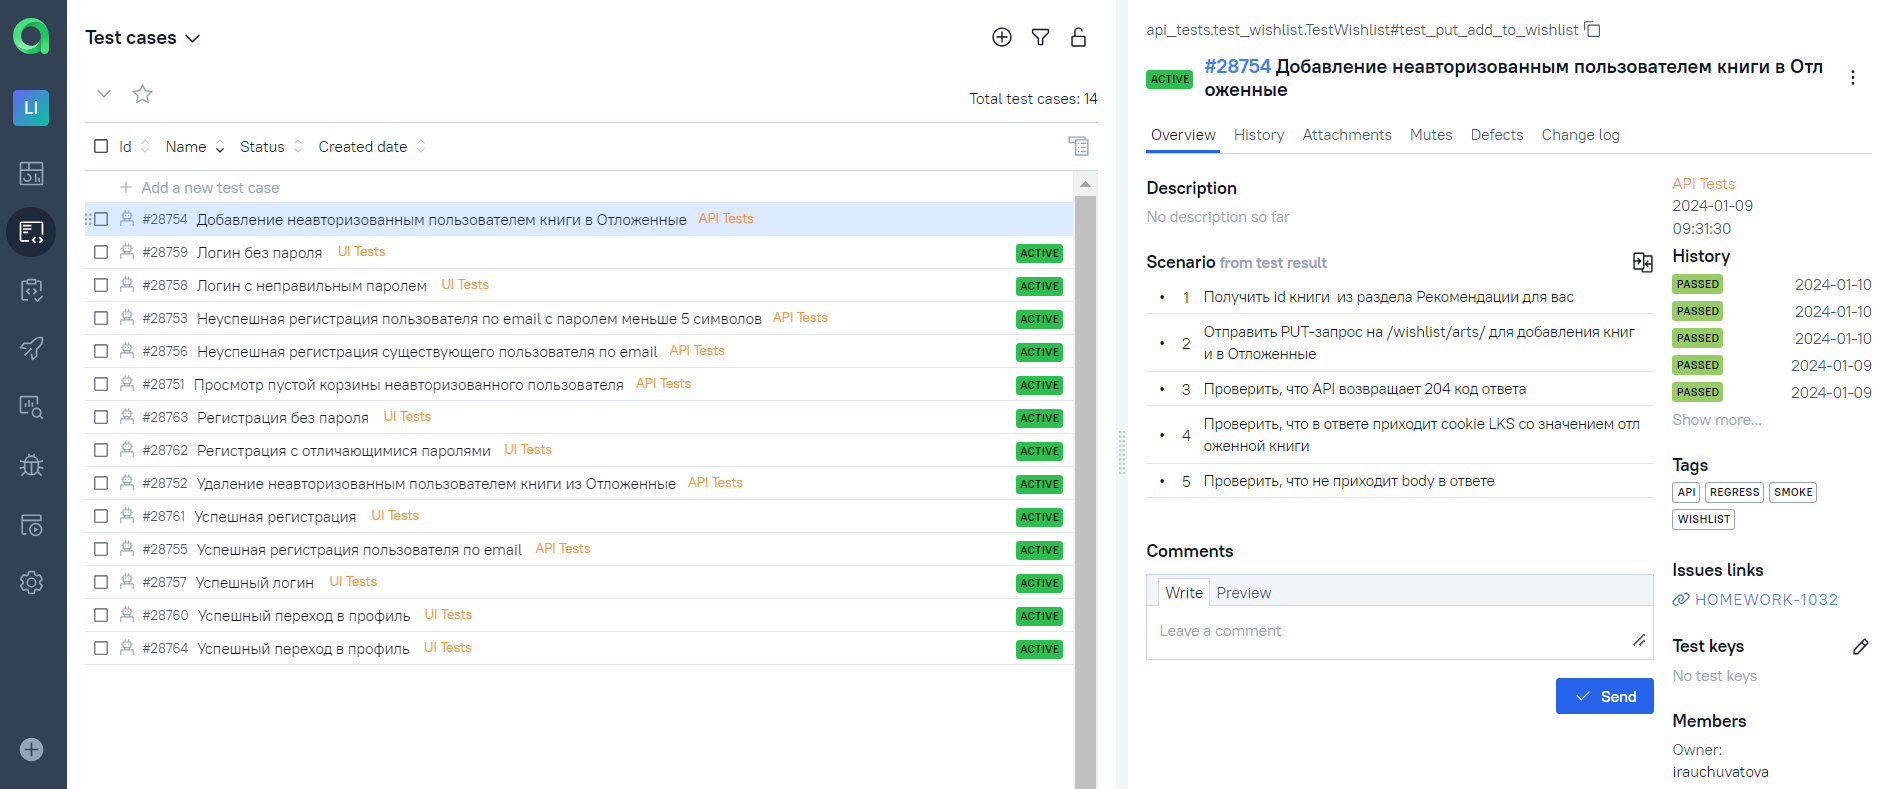 LI
Test cases
Total test cases: 14
Id Name Status Created date
Add a new test case
#28754 Добавление неавторизованным пользователем книги в Отложенные API Tests
#28759 Логин без пароля UI Tests ACTIVE
#28758 Логин с неправильным паролем UI Tests ACTIVE
#28753 Неуспешная регистрация пользователя по email с паролем меньше 5 символов API Tests ACTIVE
#28756 Неуспешная регистрация существующего пользователя по email API Tests ACTIVE
#28751 Просмотр пустой корзины неавторизованного пользователя API Tests ACTIVE
#28763 Регистрация без пароля UI Tests ACTIVE
#28762 Регистрация с отличающимися паролями UI Tests ACTIVE
#28752 Удаление неавторизованным пользователем книги из Отложенные API Tests ACTIVE
#28761 Успешная регистрация UI Tests ACTIVE
#28755 Успешная регистрация пользователя по email API Tests ACTIVE
#28757 Успешный логин UI Tests ACTIVE
#28760 Успешный переход в профиль UI Tests ACTIVE
#28764 Успешный переход в профиль UI Tests ACTIVE
api_tests.test_wishlist.TestWishlist#test_put_add_to_wishlist
ACTIVE #28754 Добавление неавторизованным пользователем книги в Отл
оженные
Overview History Attachments Mutes Defects Change log
Description
No description so far
Scenario from test result
• 1 Получить id книги из раздела Рекомендации для вас
• 2 Отправить PUT-запрос на /wishlist/arts/ для добавления книг
и в Отложенные
• 3 Проверить, что API возвращает 204 код ответа
• 4 Проверить, что в ответе приходит cookie LKS со значением отл
оженной книги
• 5 Проверить, что не приходит body в ответе
Comments
Write Preview
Leave a comment
Send
API Tests
2024-01-09
09:31:30
History
PASSED 2024-01-10
PASSED 2024-01-10
PASSED 2024-01-10
PASSED 2024-01-09
PASSED 2024-01-09
Show more...
Tags
API REGRESS SMOKE
WISHLIST
Issues links
HOMEWORK-1032
Test keys
No test keys
Members
Owner:
irauchuvatova